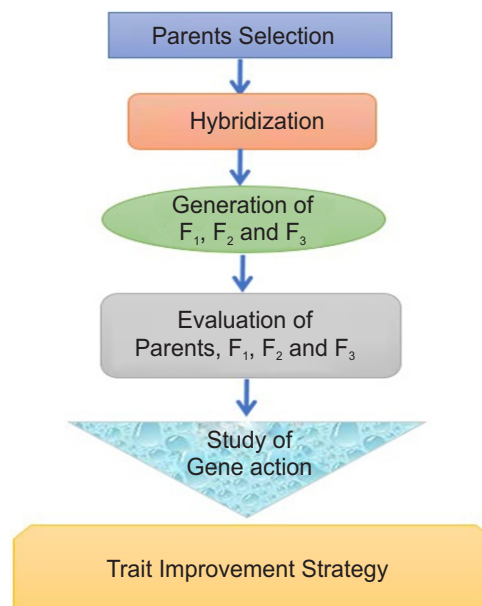 Parents Selection
Hybridization
Generation of
F₁, F₂ and F₃
Evaluation of
Parents, F₁, F₂ and F₃
Study of
Gene action
Trait Improvement Strategy